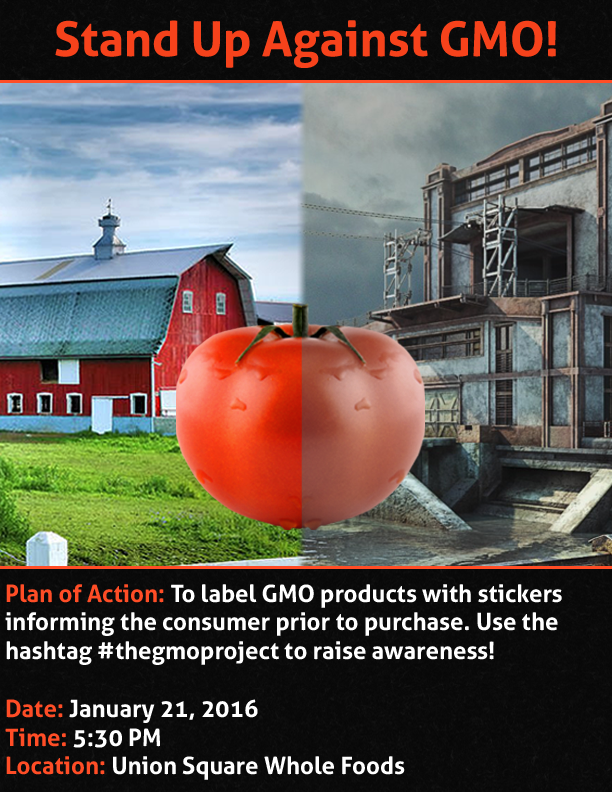 Stand Up Against GMO!
Plan of Action: To label GMO products with stickers
informing the consumer prior to purchase. Use the
hashtag #thegmoproject to raise awareness!
Date: January 21, 2016
Time: 5:30 PM
Location: Union Square Whole Foods